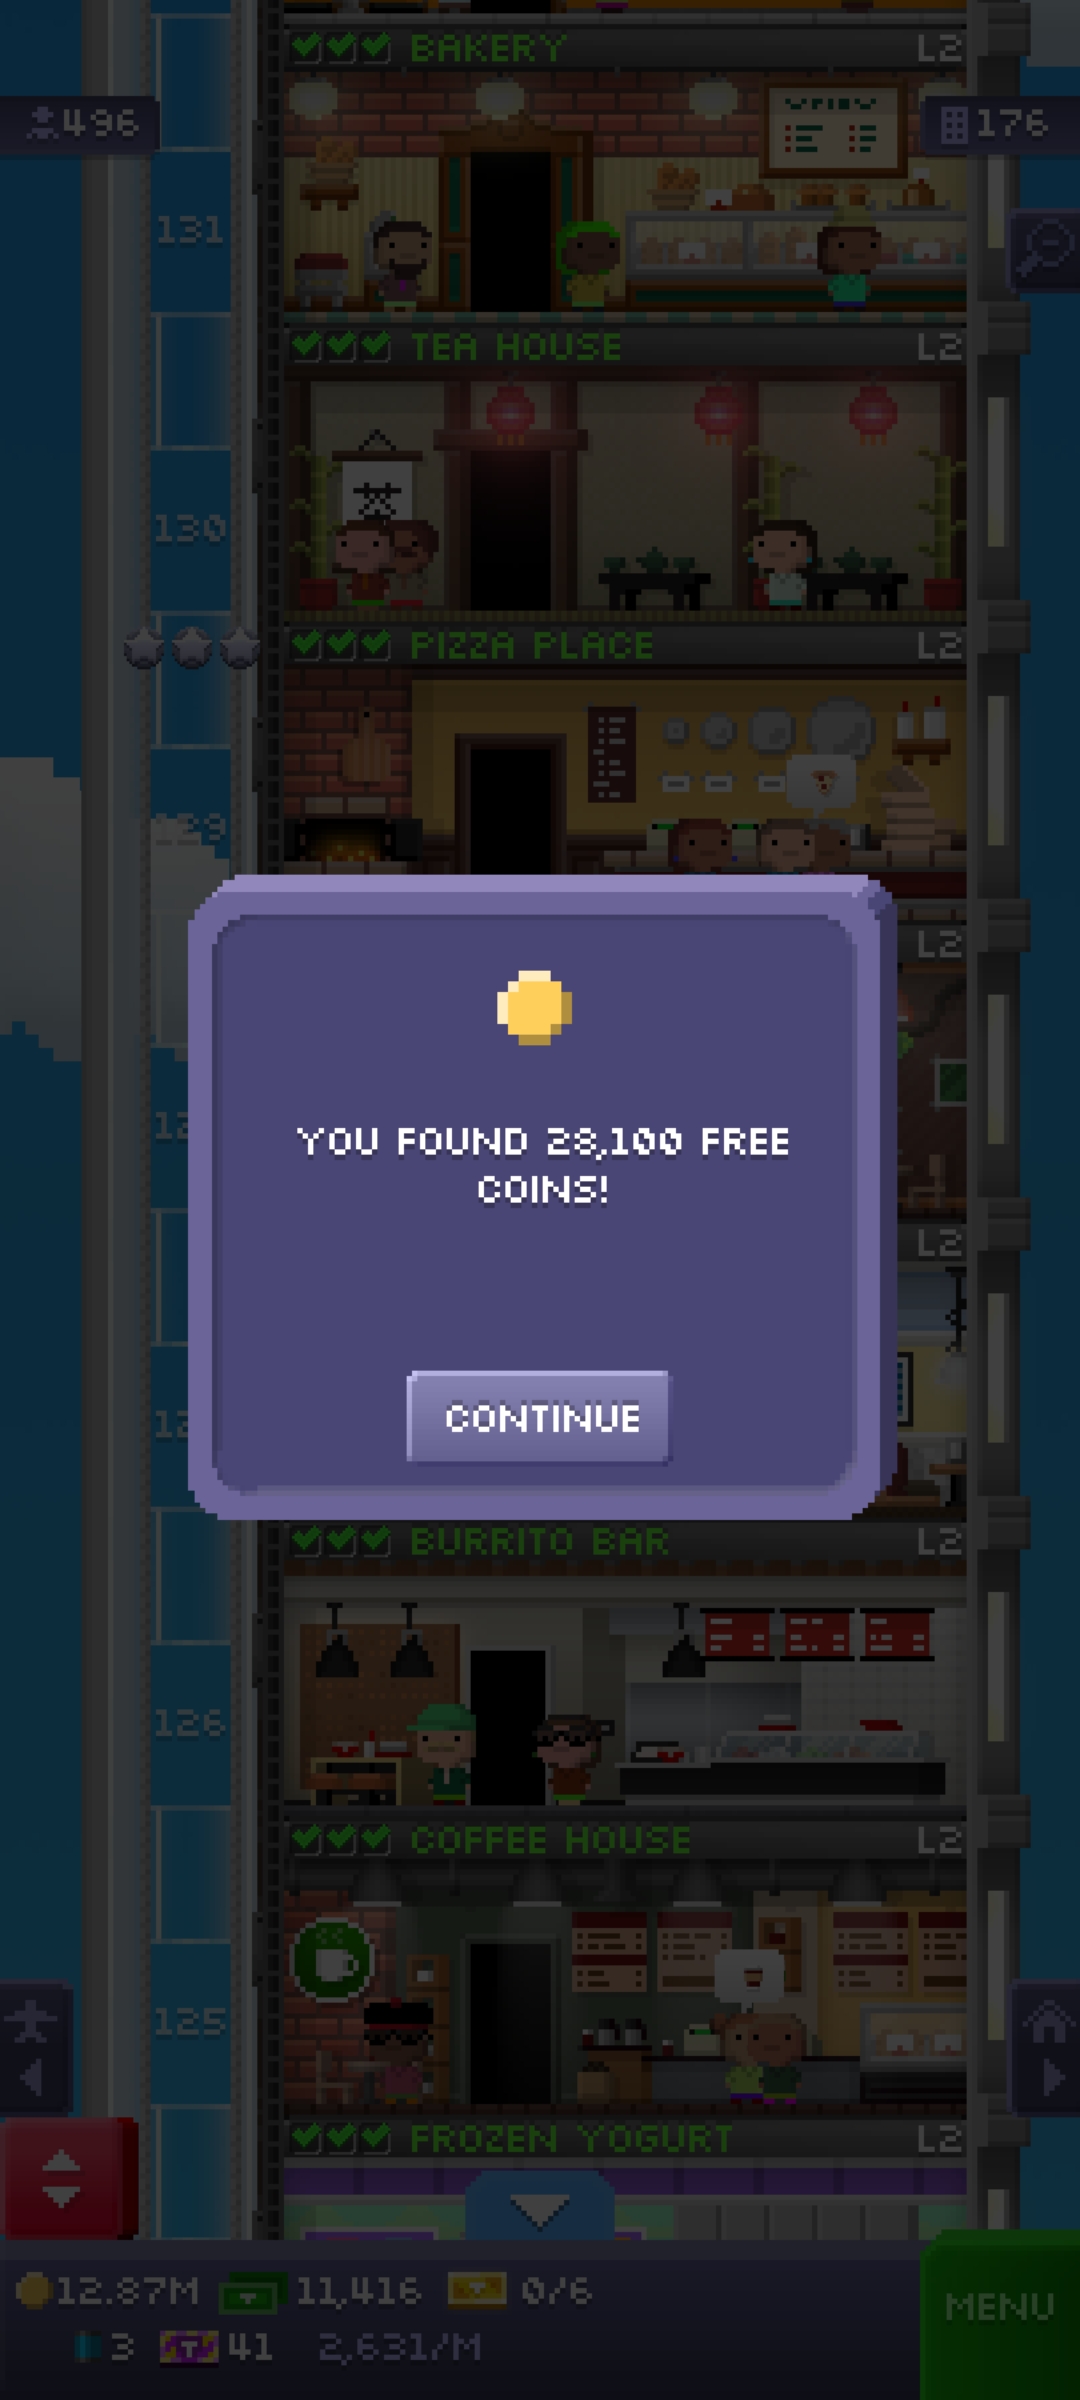 BAKERY L2
496
176
131
TEA HOUSE L2
130
PIZZA PLACE L2
L2
YOU FOUND 28,100 FREE
COINS!
L2
CONTINUE
BURRITO BAR L2
126
COFFEE HOUSE L2
125
FROZEN YOGURT L2
12.87M 11,416 0/6
MENU
3 T 41 2,631/M